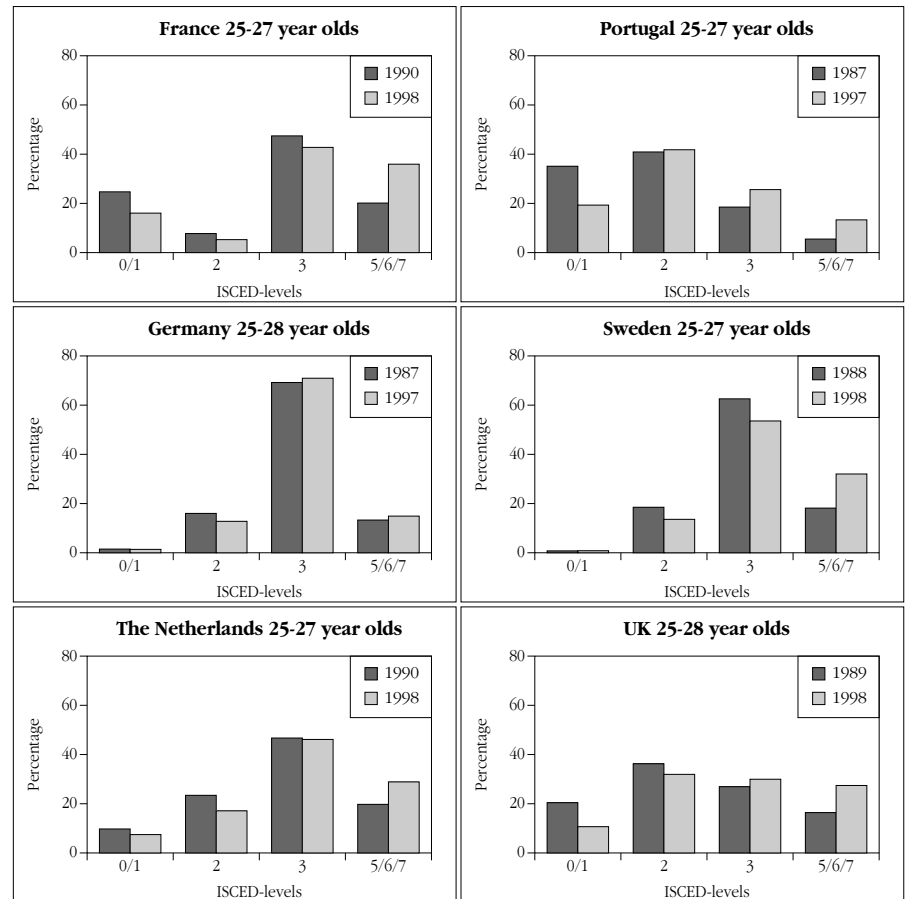 France 25-27 year olds
80
60
40
20
0
Percentage
1990
1998
0/1 2 3 5/6/7
ISCED-levels
Portugal 25-27 year olds
80
60
40
20
0
Percentage
1987
1997
0/1 2 3 5/6/7
ISCED-levels
Germany 25-28 year olds
80
60
40
20
0
Percentage
1987
1997
0/1 2 3 5/6/7
ISCED-levels
Sweden 25-27 year olds
80
60
40
20
0
Percentage
1988
1998
0/1 2 3 5/6/7
ISCED-levels
The Netherlands 25-27 year olds
80
60
40
20
0
Percentage
1990
1998
0/1 2 3 5/6/7
ISCED-levels
UK 25-28 year olds
80
60
40
20
0
Percentage
1989
1998
0/1 2 3 5/6/7
ISCED-levels